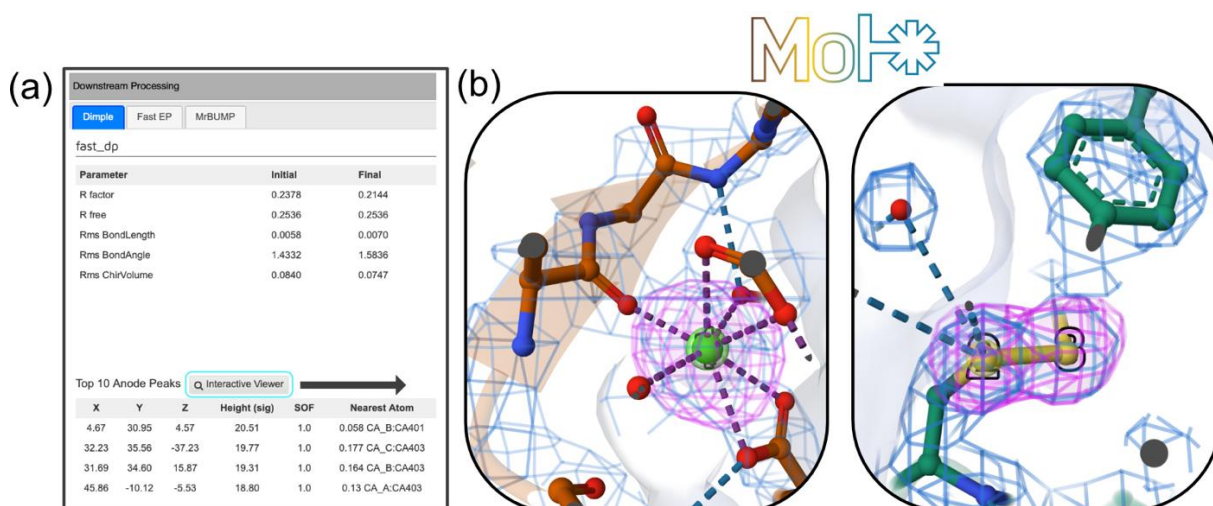 Mol*
(a)
(b)
Downstream Processing
Dimple Fast EP MrBUMP
fast_dp
Parameter Initial Final
R factor 0.2378 0.2144
R free 0.2536 0.2536
Rms BondLength 0.0058 0.0070
Rms BondAngle 1.4332 1.5836
Rms ChirVolume 0.0840 0.0747
Top 10 Anode Peaks Interactive Viewer
X Y Z Height (sig) SOF Nearest Atom
4.67 30.95 4.57 20.51 1.0 0.058 CA_B:CA401
32.23 35.56 -37.23 19.77 1.0 0.177 CA_C:CA403
31.69 34.60 15.87 19.31 1.0 0.164 CA_B:CA403
45.86 -10.12 -5.53 18.80 1.0 0.13 CA_A:CA403